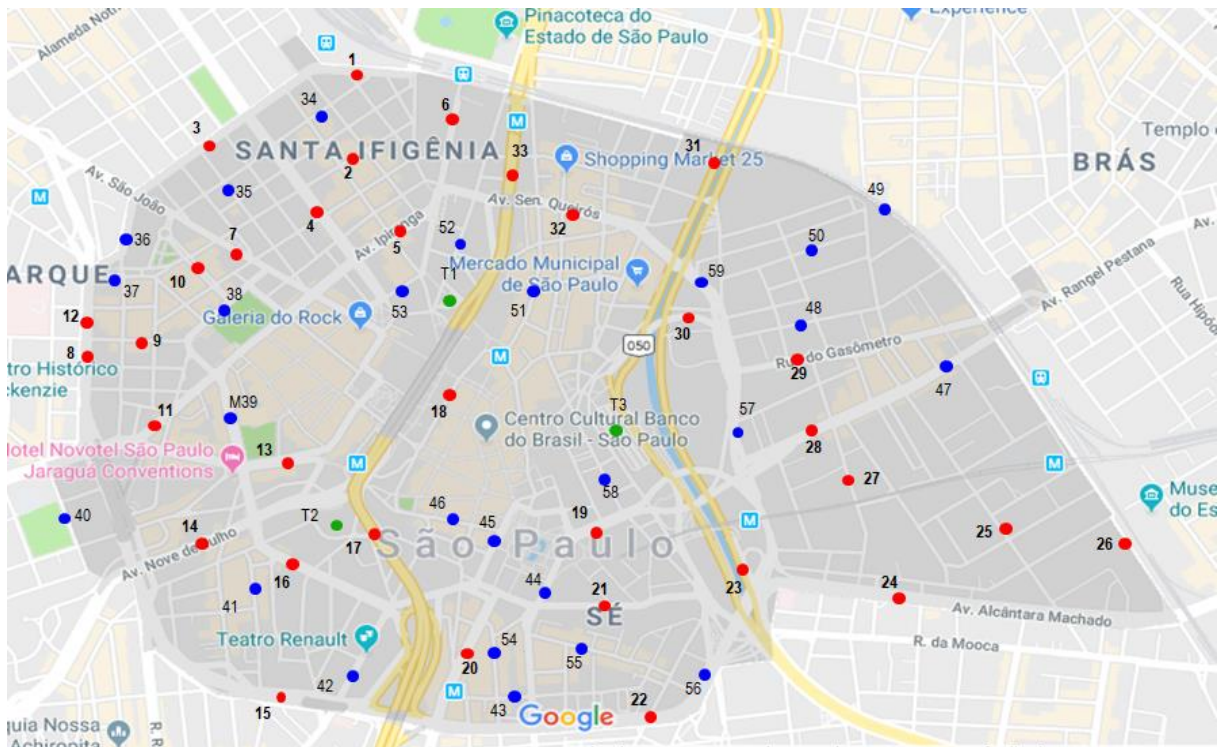 Alameda Noth
Pinacoteca do
Estado de São Paulo
Experience
M
1
34
6
M
3
SANTA IFIGÊNIA
2
33
Shopping Market 25
31
Templo
BRÁS
Av. São João
M
35
4
Av. Sen. Queirós
32
49
36
7
Av. Ipiranga
5
52
50
ARQUE
10
T1
Mercado Municipal
de São Paulo
59
Av. Rangel Pestana
37
38
53
51
Rua Hipód
12
Galeria do Rock
30
48
9
050
Rua do Gasômetro
8
M
29
tro Histórico
ckenzie
47
M39
18
T3
57
11
Centro Cultural Banco
do Brasil - São Paulo
28
Hotel Novotel São Paulo
Jaraguá Conventions
13
M
M
27
58
Muse
do Es
40
T2
46
45
19
M
25
14
17
São Paulo
26
Av. Nove de Julho
16
44
23
24
41
21
SÉ
Av. Alcântara Machado
Teatro Renault
54
R. da Mooca
20
55
42
56
M
15
43
Google
22
quia Nossa
Achiropita
R. R